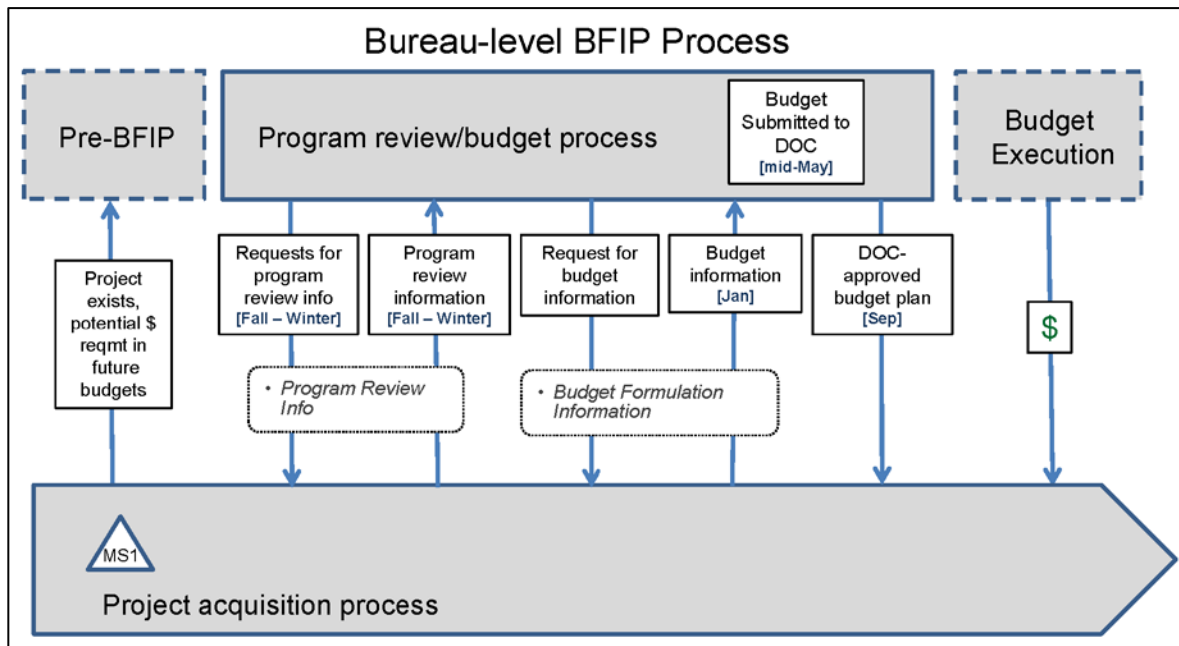 Bureau-level BFIP Process
Pre-BFIP
Program review/budget process
Budget
Submitted to
DOC
[mid-May]
Budget
Execution
Project
exists,
potential $
reqmt in
future
budgets
Requests for
program
review info
[Fall – Winter]
Program
review
information
[Fall – Winter]
Request for
budget
information
Budget
information
[Jan]
DOC-
approved
budget plan
[Sep]
$
• Program Review
Info
• Budget Formulation
Information
MS1
Project acquisition process